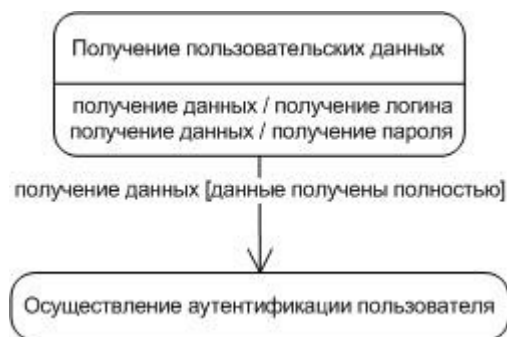 Получение пользовательских данных
получение данных / получение логина
получение данных / получение пароля
получение данных [данные получены полностью]
Осуществление аутентификации пользователя